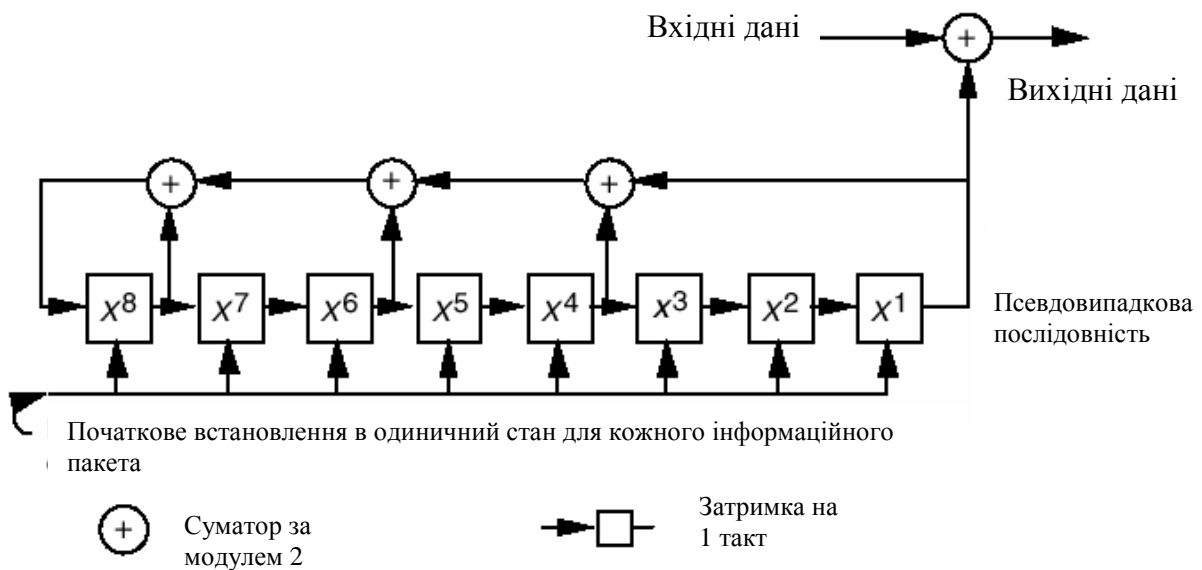 Вхідні дані
+
Вихідні дані
+ + +
x⁸ x⁷ x⁶ x⁵ x⁴ x³ x² x¹
Псевдовипадкова
послідовність
Початкове встановлення в одиничний стан для кожного інформаційного
пакета
+
Суматор за
модулем 2
Затримка на
1 такт